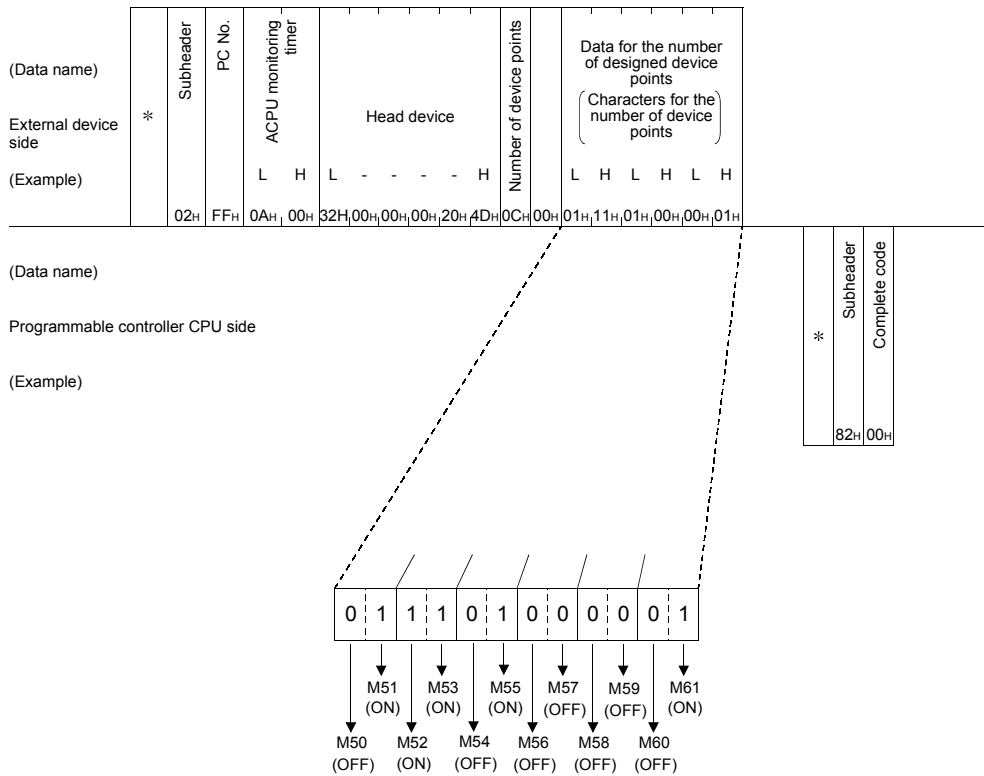 (Data name)
External device
side
(Example)
*
Subheader
PC No.
ACPU monitoring
timer
Head device
Number of device points
Data for the number
of designed device
points
(Characters for the
number of device
points)
L H L - - - - H L H L H L H
02H FFH 0AH 00H 32H 00H 00H 00H 20H 4DH 0CH 00H 01H 11H 01H 00H 00H 01H
(Data name)
Programmable controller CPU side
(Example)
*
Subheader
Complete code
82H 00H
0 1 1 1 0 1 0 0 0 0 0 1
M51 M53 M55 M57 M59 M61
(ON) (ON) (ON) (OFF) (OFF) (ON)
M50 M52 M54 M56 M58 M60
(OFF) (ON) (OFF) (OFF) (OFF) (OFF)